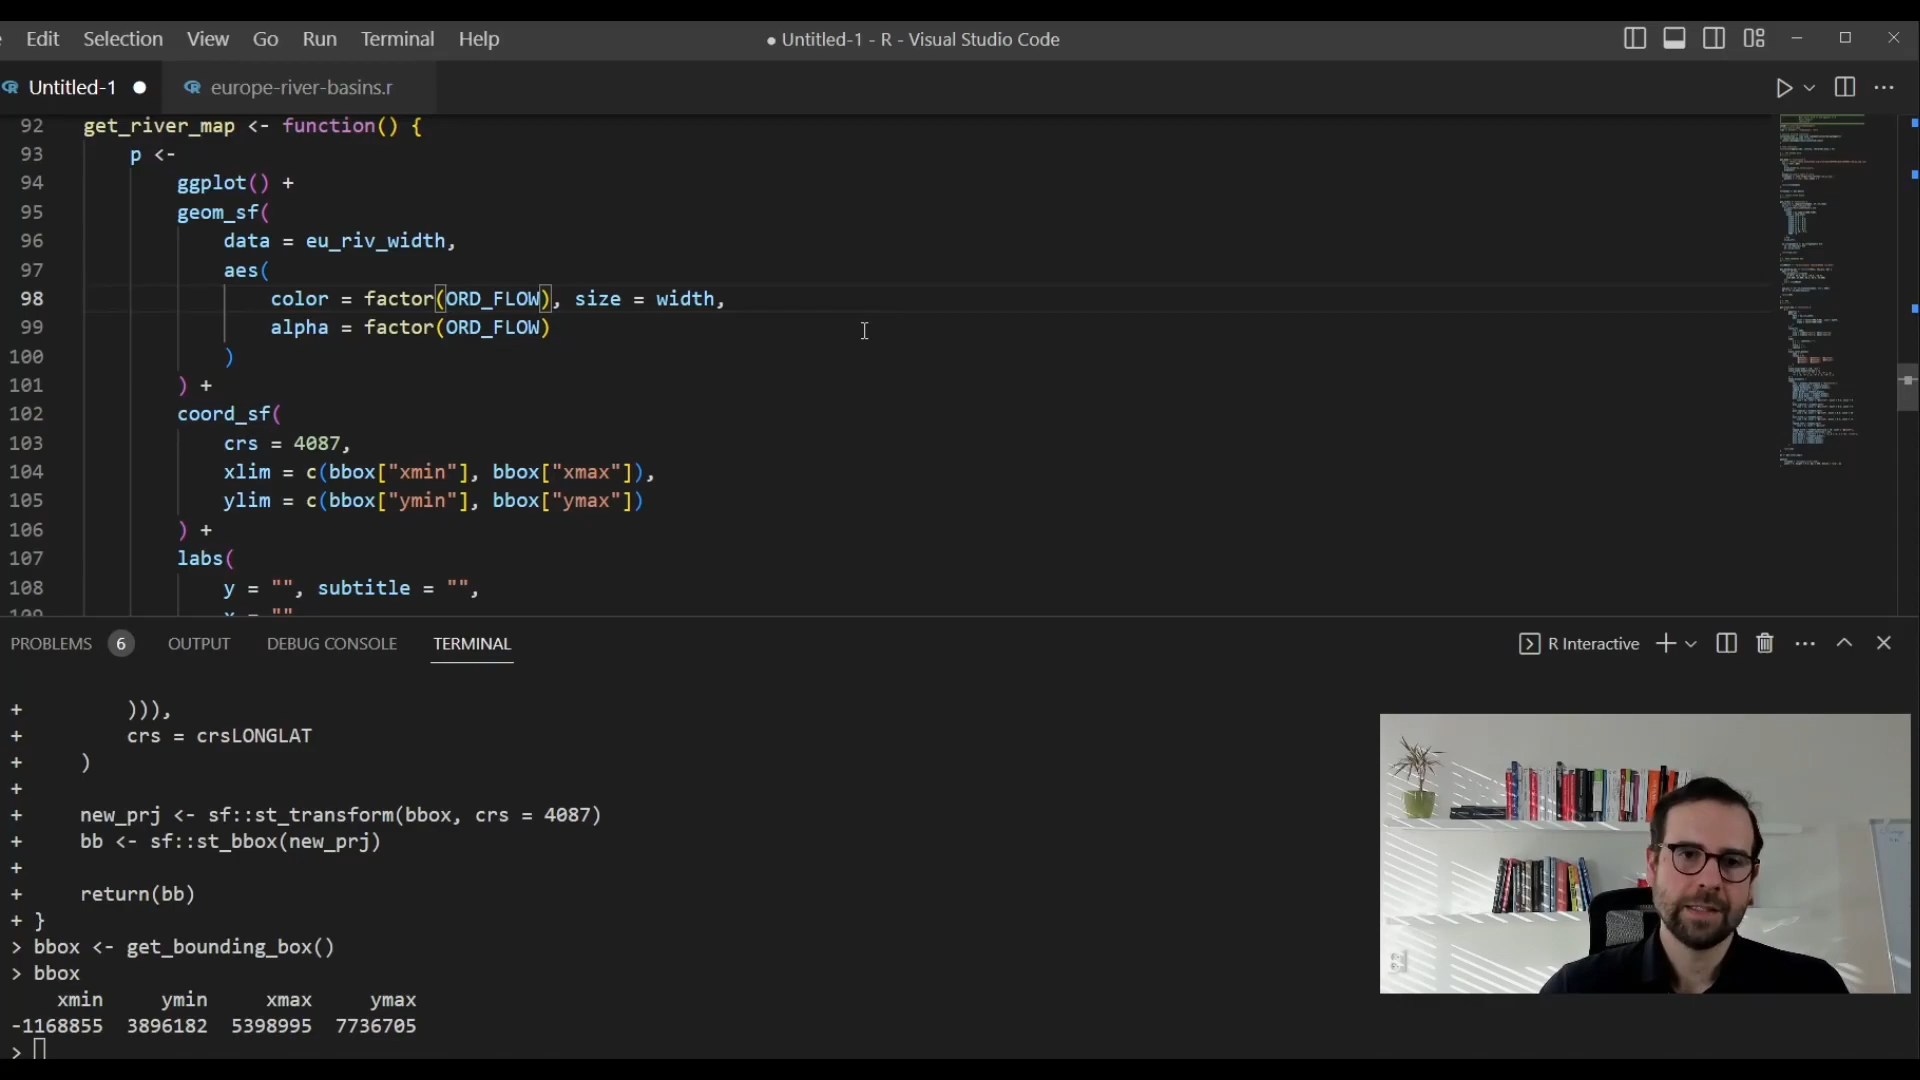 Edit Selection View Go Run Terminal Help ● Untitled-1 - R - Visual Studio Code
Untitled-1 europe-river-basins.r
92 get_river_map <- function() {
93 p <-
94 ggplot() +
95 geom_sf(
96 data = eu_riv_width,
97 aes(
98 color = factor(ORD_FLOW), size = width,
99 alpha = factor(ORD_FLOW)
100 )
101 ) +
102 coord_sf(
103 crs = 4087,
104 xlim = c(bbox["xmin"], bbox["xmax"]),
105 ylim = c(bbox["ymin"], bbox["ymax"])
106 ) +
107 labs(
108 y = "", subtitle = "",
109 x = ""
PROBLEMS 6 OUTPUT DEBUG CONSOLE TERMINAL R Interactive
+ ))),
+ crs = crsLONGLAT
+ )
+
+ new_prj <- sf::st_transform(bbox, crs = 4087)
+ bb <- sf::st_bbox(new_prj)
+
+ return(bb)
+ }
> bbox <- get_bounding_box()
> bbox
xmin ymin xmax ymax
-1168855 3896182 5398995 7736705
>